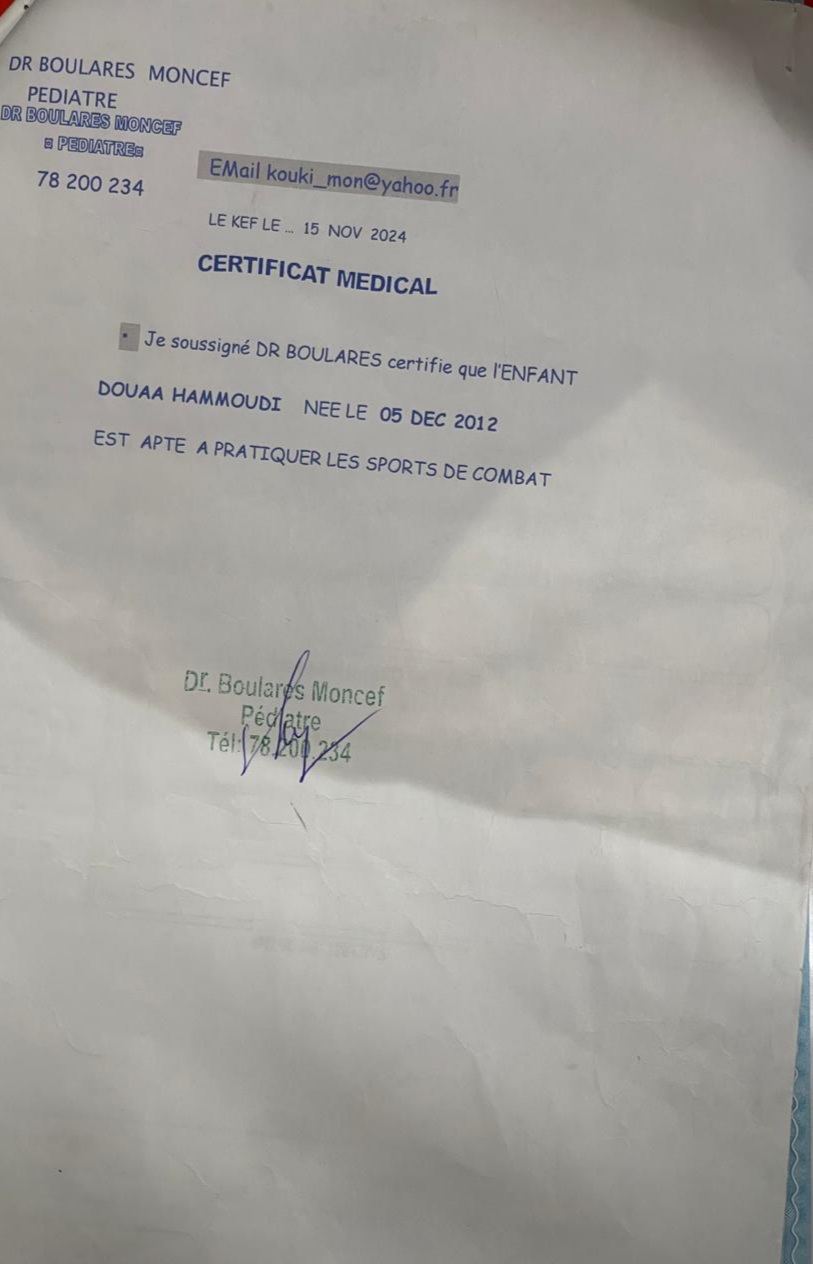 DR BOULARES MONCEF
PEDIATRE
DR BOULARES MONCEF
¤ PEDIATRE¤
78 200 234
EMail kouki_mon@yahoo.fr
LE KEF LE ... 15 NOV 2024
CERTIFICAT MEDICAL
• Je soussigné DR BOULARES certifie que l'ENFANT
DOUAA HAMMOUDI NEE LE 05 DEC 2012
EST APTE A PRATIQUER LES SPORTS DE COMBAT
Dr. Boulares Moncef
Pédiatre
Tél: 78.200.234